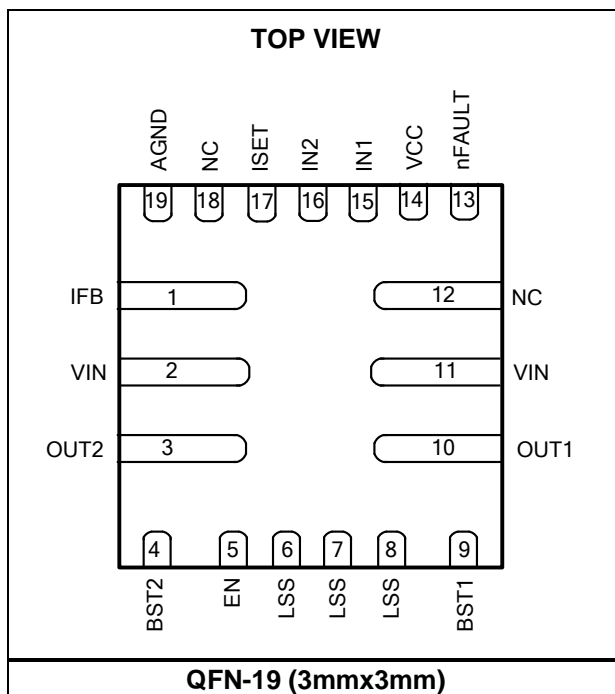 TOP VIEW
AGND NC ISET IN2 IN1 VCC nFAULT
19 18 17 16 15 14 13
IFB 1 12 NC
VIN 2 11 VIN
OUT2 3 10 OUT1
4 5 6 7 8 9
BST2 EN LSS LSS LSS BST1
QFN-19 (3mmx3mm)